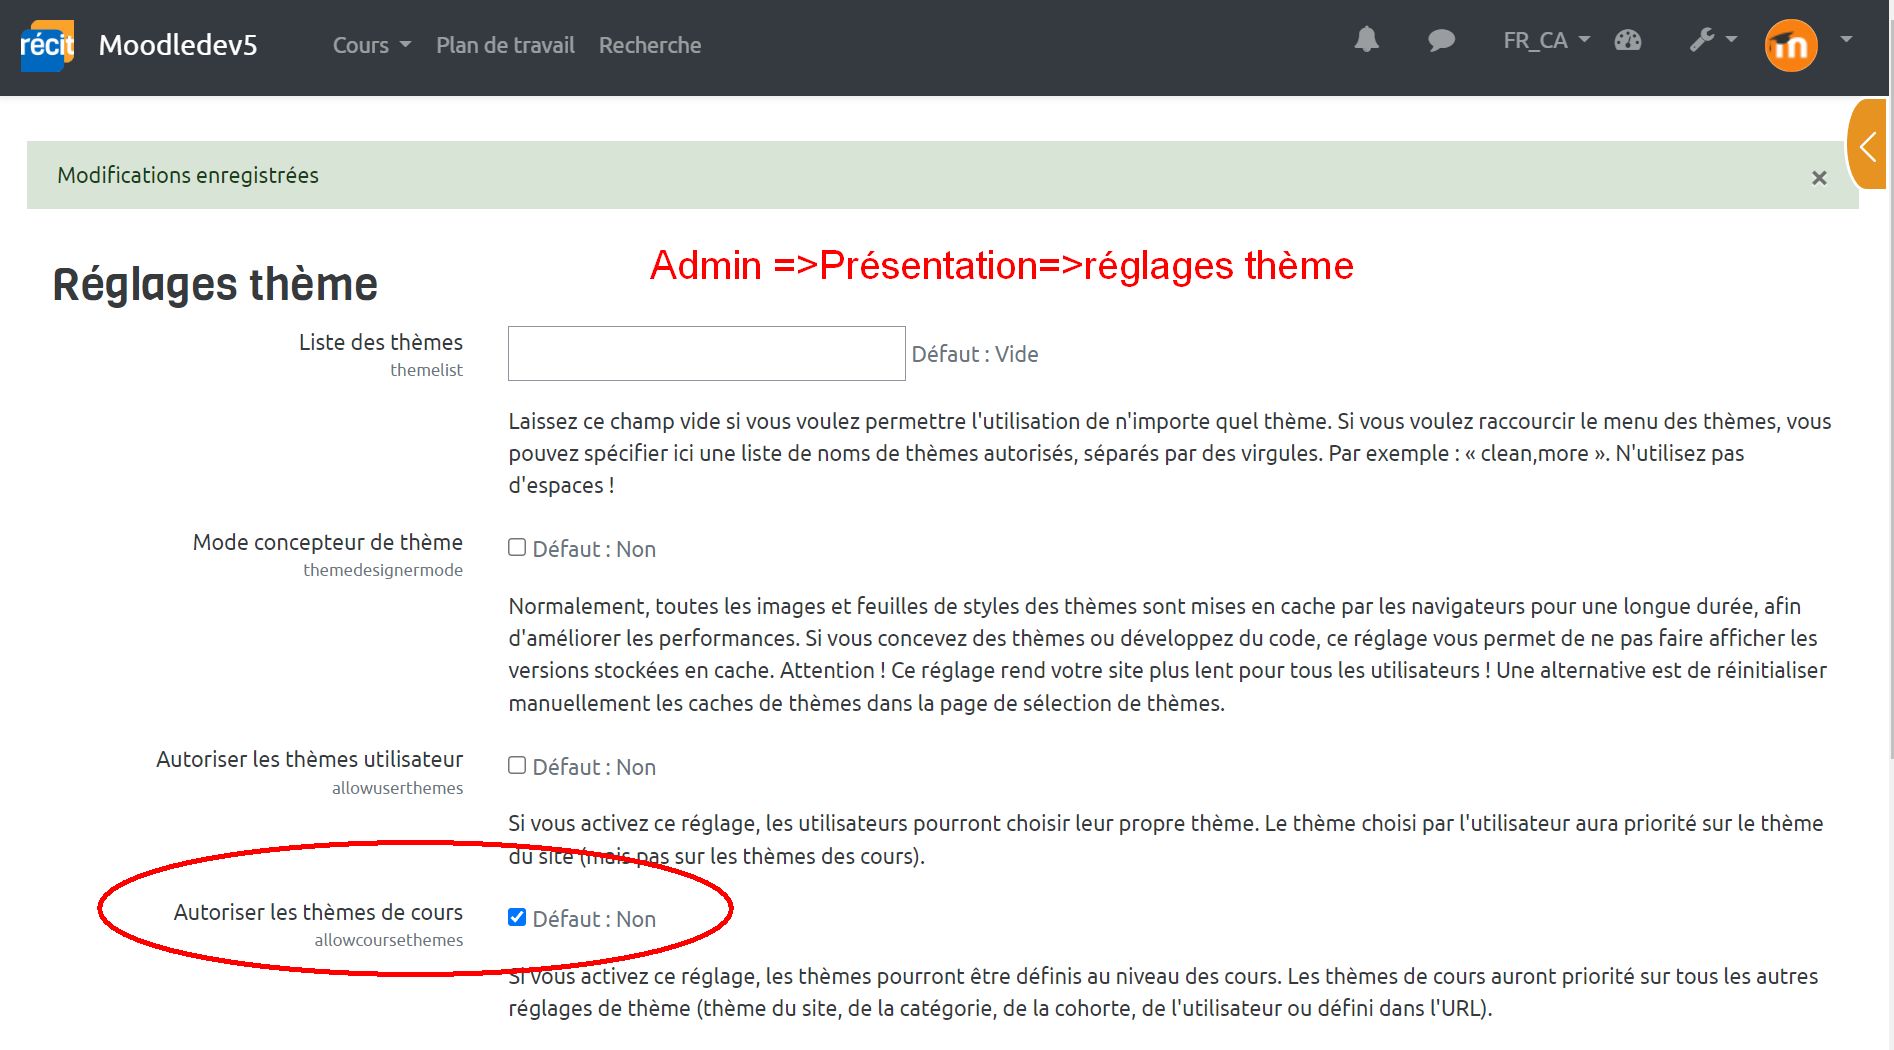 récit Moodledev5 Cours Plan de travail Recherche FR_CA
Modifications enregistrées ×
Admin =>Présentation=>réglages thème
Réglages thème
Liste des thèmes
themelist
Défaut : Vide
Laissez ce champ vide si vous voulez permettre l'utilisation de n'importe quel thème. Si vous voulez raccourcir le menu des thèmes, vous
pouvez spécifier ici une liste de noms de thèmes autorisés, séparés par des virgules. Par exemple : « clean,more ». N'utilisez pas
d'espaces !
Mode concepteur de thème
themedesignermode
Défaut : Non
Normalement, toutes les images et feuilles de styles des thèmes sont mises en cache par les navigateurs pour une longue durée, afin
d'améliorer les performances. Si vous concevez des thèmes ou développez du code, ce réglage vous permet de ne pas faire afficher les
versions stockées en cache. Attention ! Ce réglage rend votre site plus lent pour tous les utilisateurs ! Une alternative est de réinitialiser
manuellement les caches de thèmes dans la page de sélection de thèmes.
Autoriser les thèmes utilisateur
allowuserthemes
Défaut : Non
Si vous activez ce réglage, les utilisateurs pourront choisir leur propre thème. Le thème choisi par l'utilisateur aura priorité sur le thème
du site (mais pas sur les thèmes des cours).
Autoriser les thèmes de cours
allowcoursethemes
Défaut : Non
Si vous activez ce réglage, les thèmes pourront être définis au niveau des cours. Les thèmes de cours auront priorité sur tous les autres
réglages de thème (thème du site, de la catégorie, de la cohorte, de l'utilisateur ou défini dans l'URL).